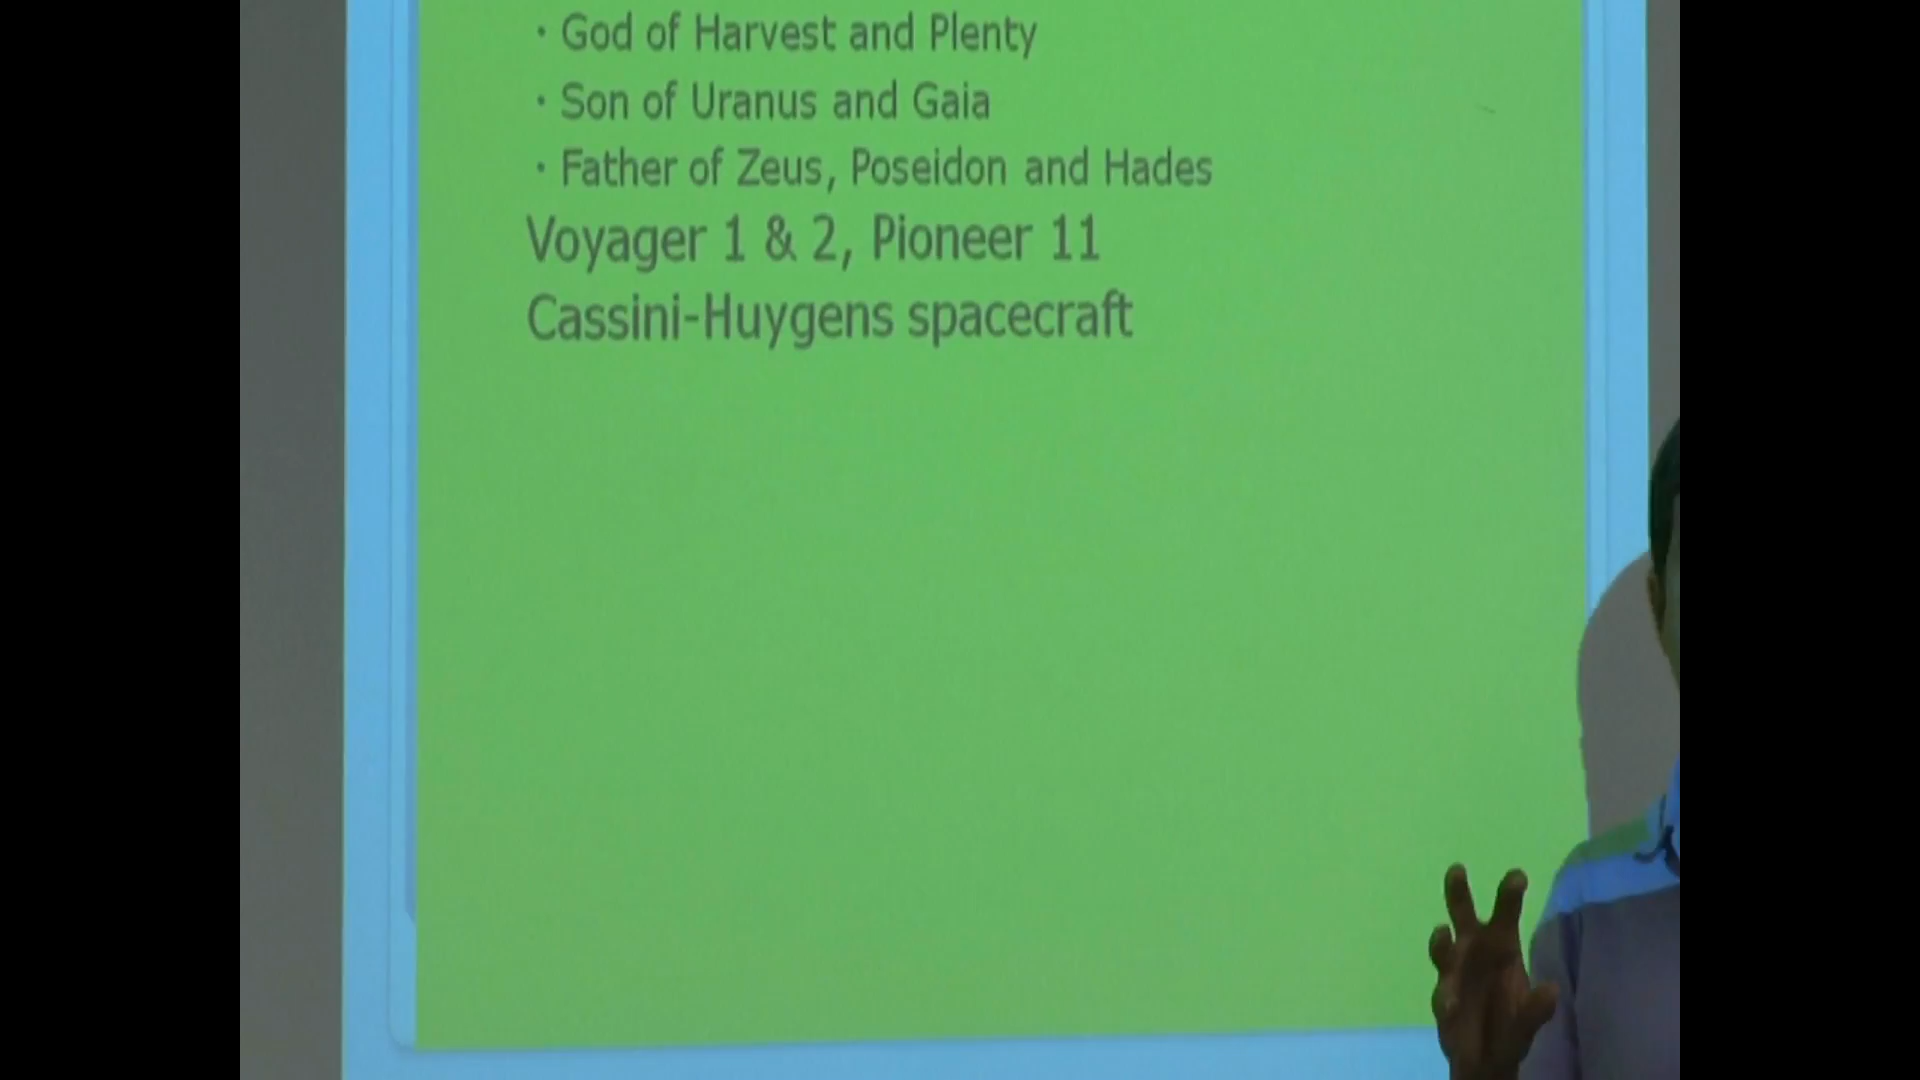 · God of Harvest and Plenty
· Son of Uranus and Gaia
· Father of Zeus, Poseidon and Hades
Voyager 1 & 2, Pioneer 11
Cassini-Huygens spacecraft